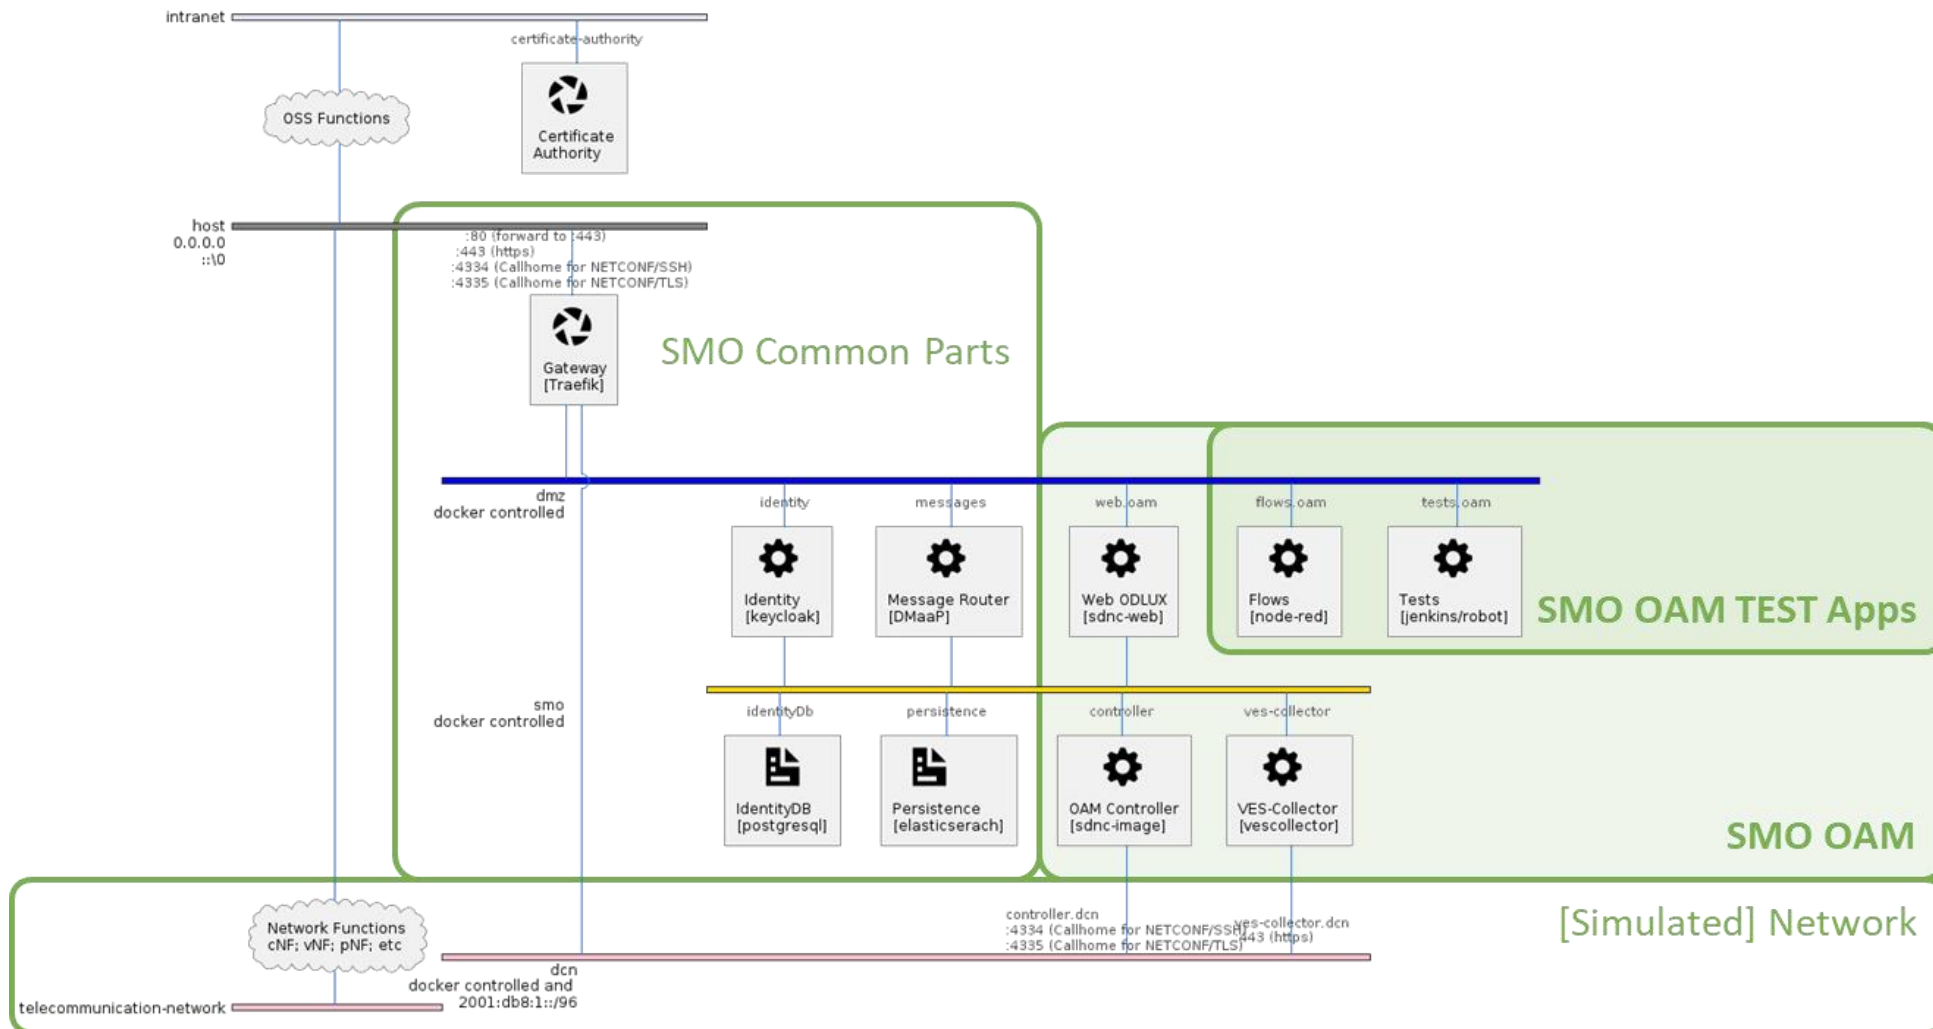 intranet
certificate-authority
OSS Functions
Certificate
Authority
host
0.0.0.0
::\0
:80 (forward to :443)
:443 (https)
:4334 (Callhome for NETCONF/SSH)
:4335 (Callhome for NETCONF/TLS)
Gateway
[Traefik]
SMO Common Parts
dmz
docker controlled
identity
messages
web.oam
flows.oam
tests.oam
Identity
[keycloak]
Message Router
[DMaaP]
Web ODLUX
[sdnc-web]
Flows
[node-red]
Tests
[jenkins/robot]
SMO OAM TEST Apps
smo
docker controlled
identityDb
persistence
controller
ves-collector
IdentityDB
[postgresql]
Persistence
[elasticserach]
OAM Controller
[sdnc-image]
VES-Collector
[vescollector]
SMO OAM
Network Functions
cNF; vNF; pNF; etc
controller.dcn
:4334 (Callhome for NETCONF/SSH)
:4335 (Callhome for NETCONF/TLS)
ves-collector.dcn
:443 (https)
[Simulated] Network
dcn
docker controlled and
2001:db8:1::/96
telecommunication-network